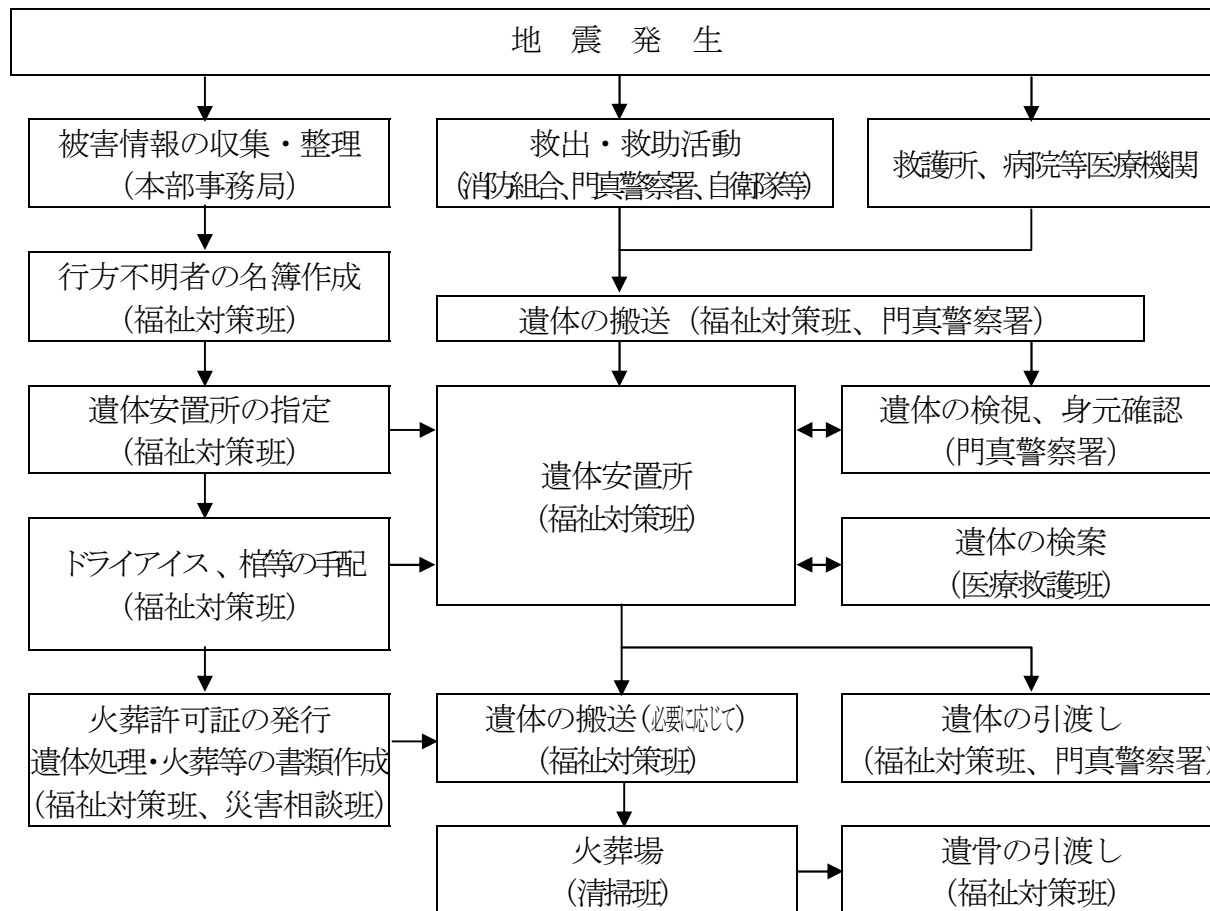 地　震　発　生
被害情報の収集・整理
（本部事務局）
救出・救助活動
（消防組合、門真警察署、自衛隊等）
救護所、病院等医療機関
行方不明者の名簿作成
（福祉対策班）
遺体の搬送（福祉対策班、門真警察署）
遺体安置所の指定
（福祉対策班）
遺体安置所
（福祉対策班）
遺体の検視、身元確認
（門真警察署）
ドライアイス、棺等の手配
（福祉対策班）
遺体の検案
（医療救護班）
火葬許可証の発行
遺体処理・火葬等の書類作成
（福祉対策班、災害相談班）
遺体の搬送（必要に応じて）
（福祉対策班）
遺体の引渡し
（福祉対策班、門真警察署）
火葬場
（清掃班）
遺骨の引渡し
（福祉対策班）